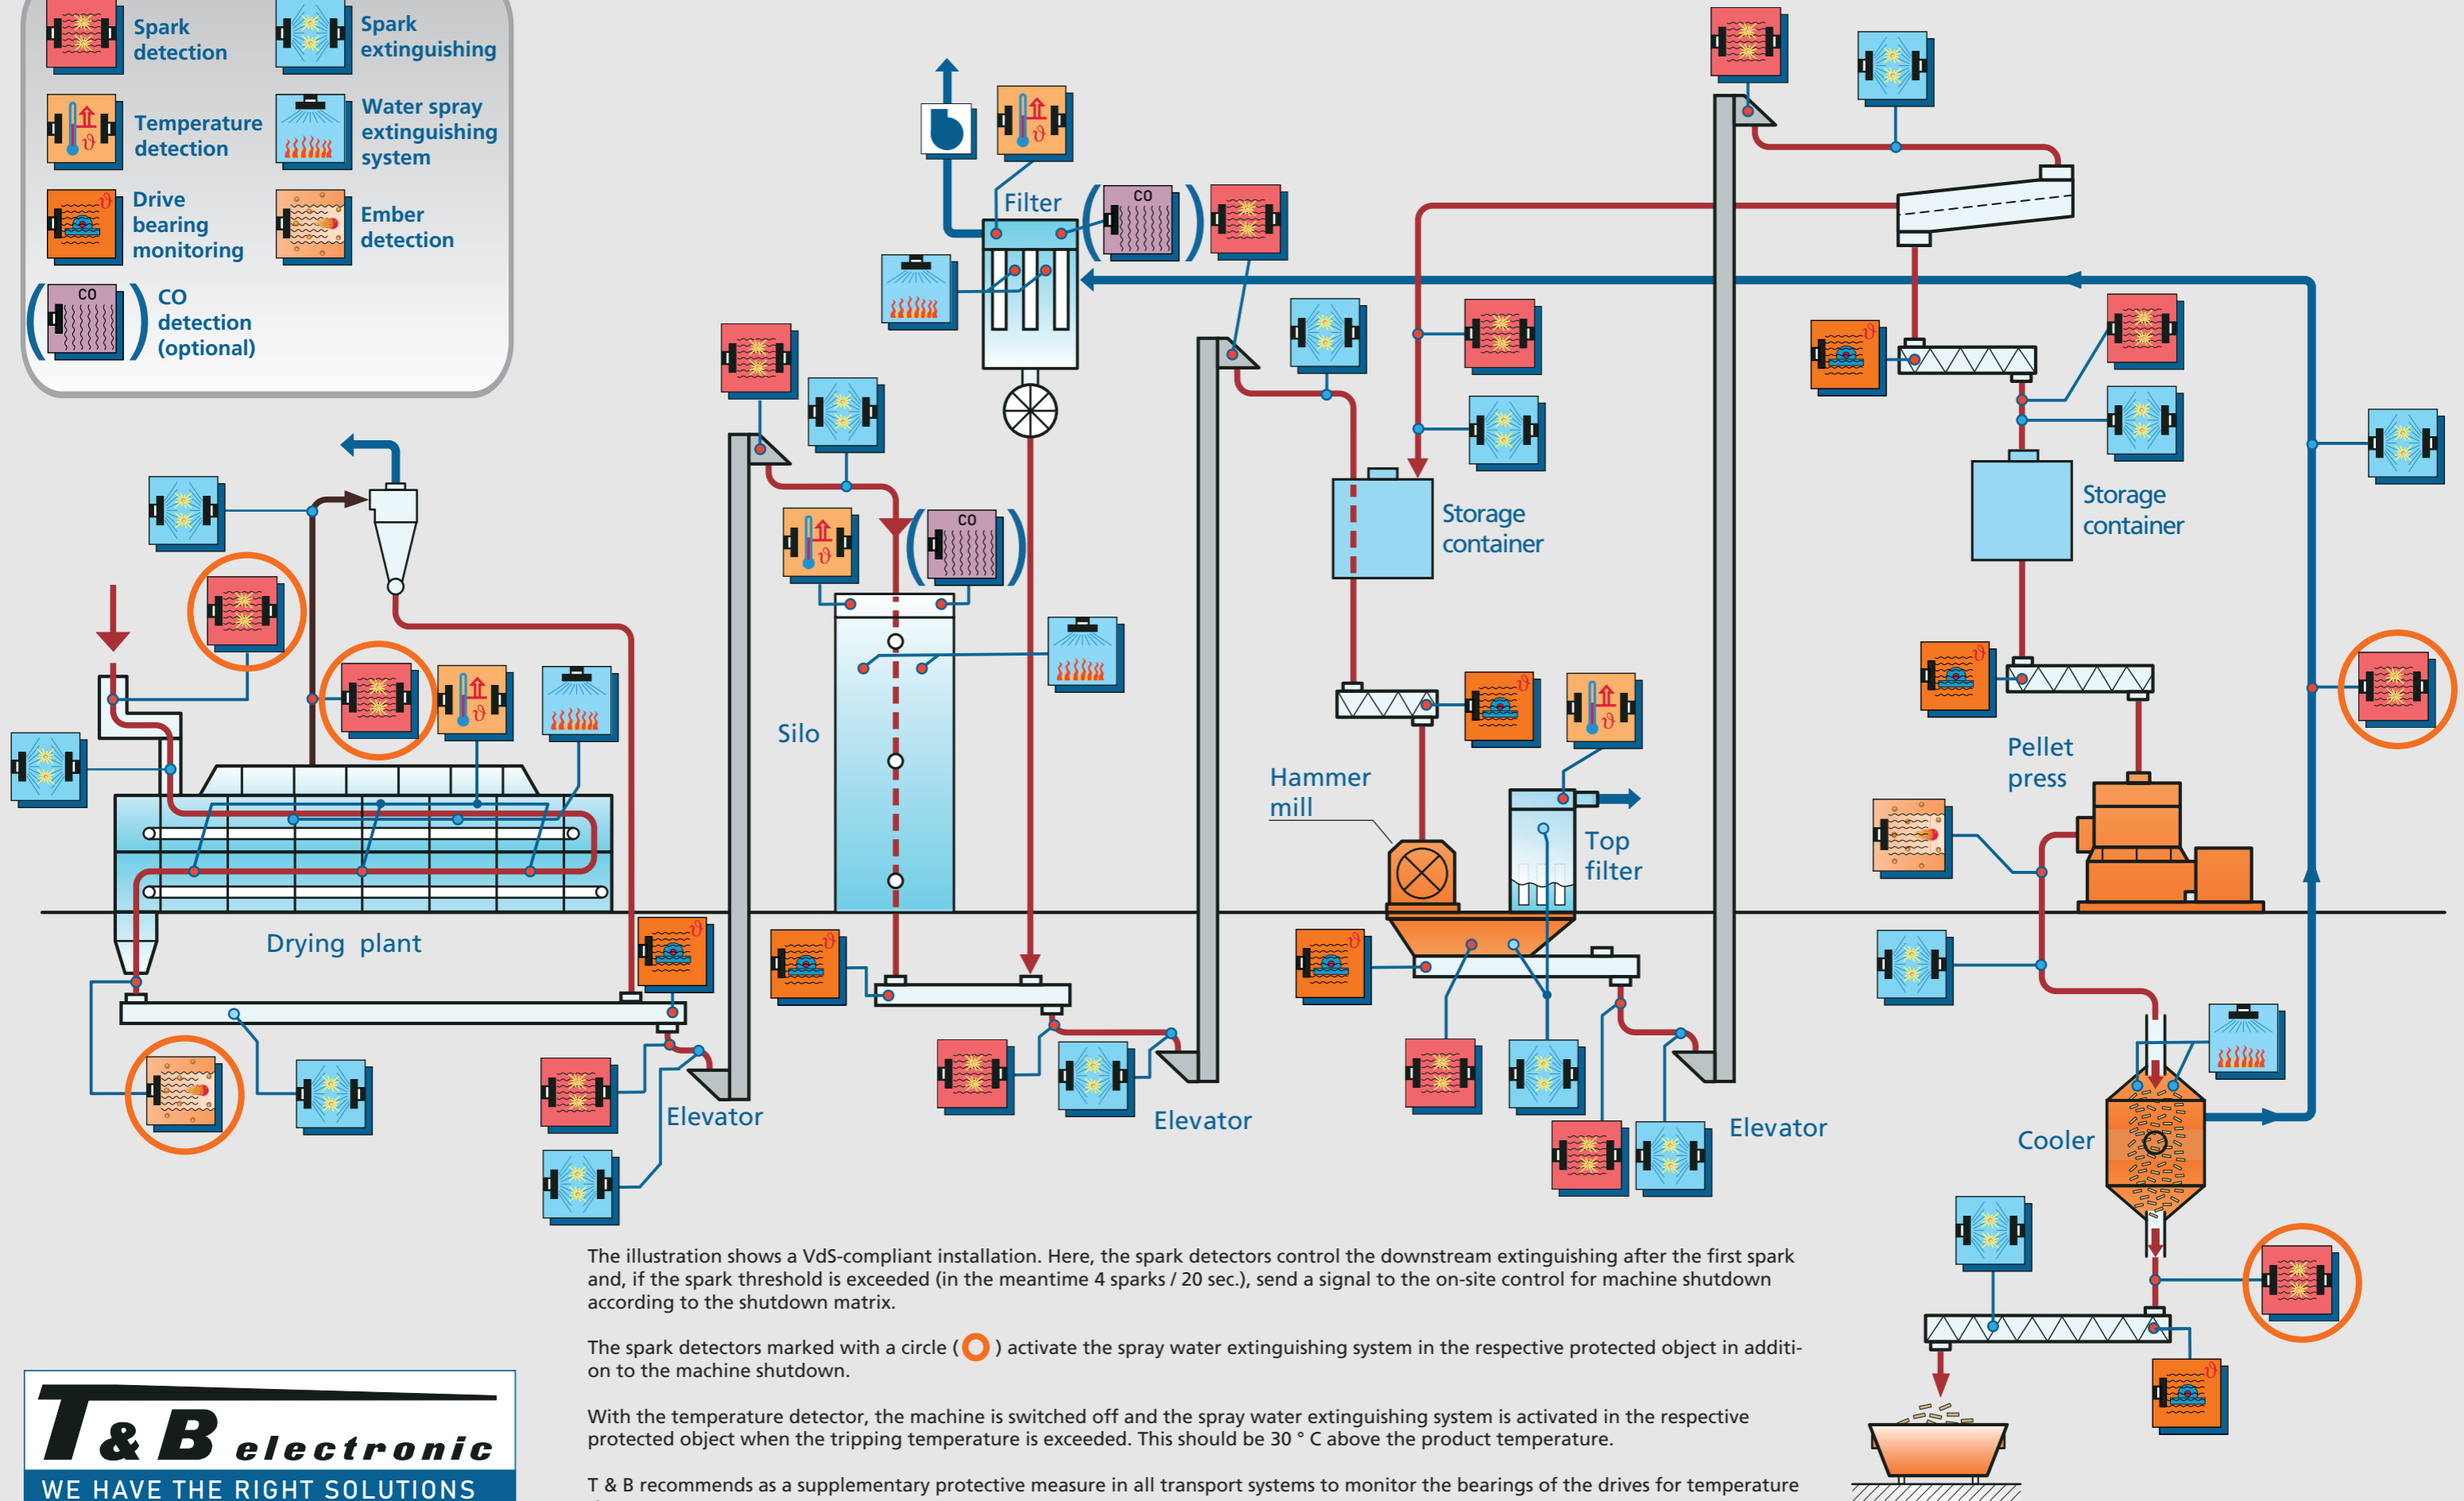 Spark
detection
Spark
extinguishing
Temperature
detection
Water spray
extinguishing
system
Drive
bearing
monitoring
Ember
detection
CO
CO
detection
(optional)
Filter
CO
CO
Storage
container
Storage
container
Silo
Hammer
mill
Top
filter
Pellet
press
Drying plant
Elevator
Elevator
Elevator
Cooler
The illustration shows a VdS-compliant installation. Here, the spark detectors control the downstream extinguishing after the first spark
and, if the spark threshold is exceeded (in the meantime 4 sparks / 20 sec.), send a signal to the on-site control for machine shutdown
according to the shutdown matrix.
The spark detectors marked with a circle ( ) activate the spray water extinguishing system in the respective protected object in additi-
on to the machine shutdown.
With the temperature detector, the machine is switched off and the spray water extinguishing system is activated in the respective
protected object when the tripping temperature is exceeded. This should be 30 ° C above the product temperature.
T & B recommends as a supplementary protective measure in all transport systems to monitor the bearings of the drives for temperature
T & B electronic
WE HAVE THE RIGHT SOLUTIONS